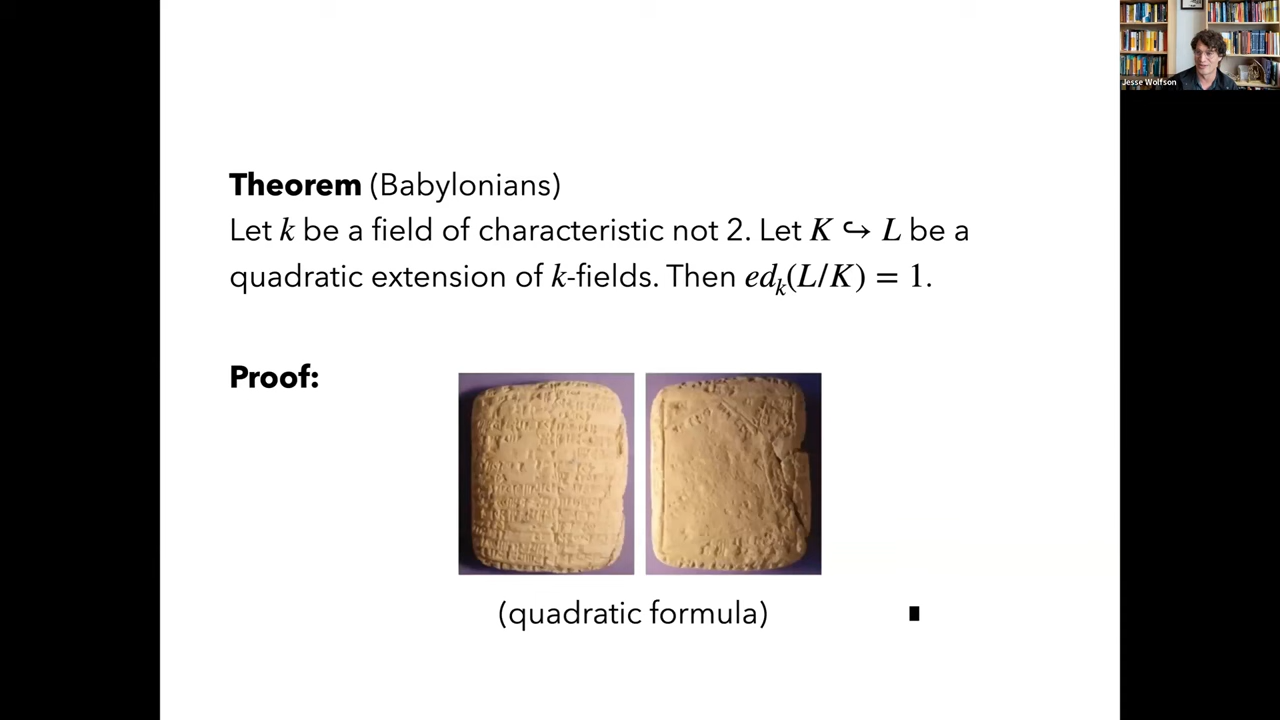 Jesse Wolfson
Theorem (Babylonians)
Let k be a field of characteristic not 2. Let K ↪ L be a
quadratic extension of k-fields. Then ed_k(L/K) = 1.
Proof:
(quadratic formula) ∎